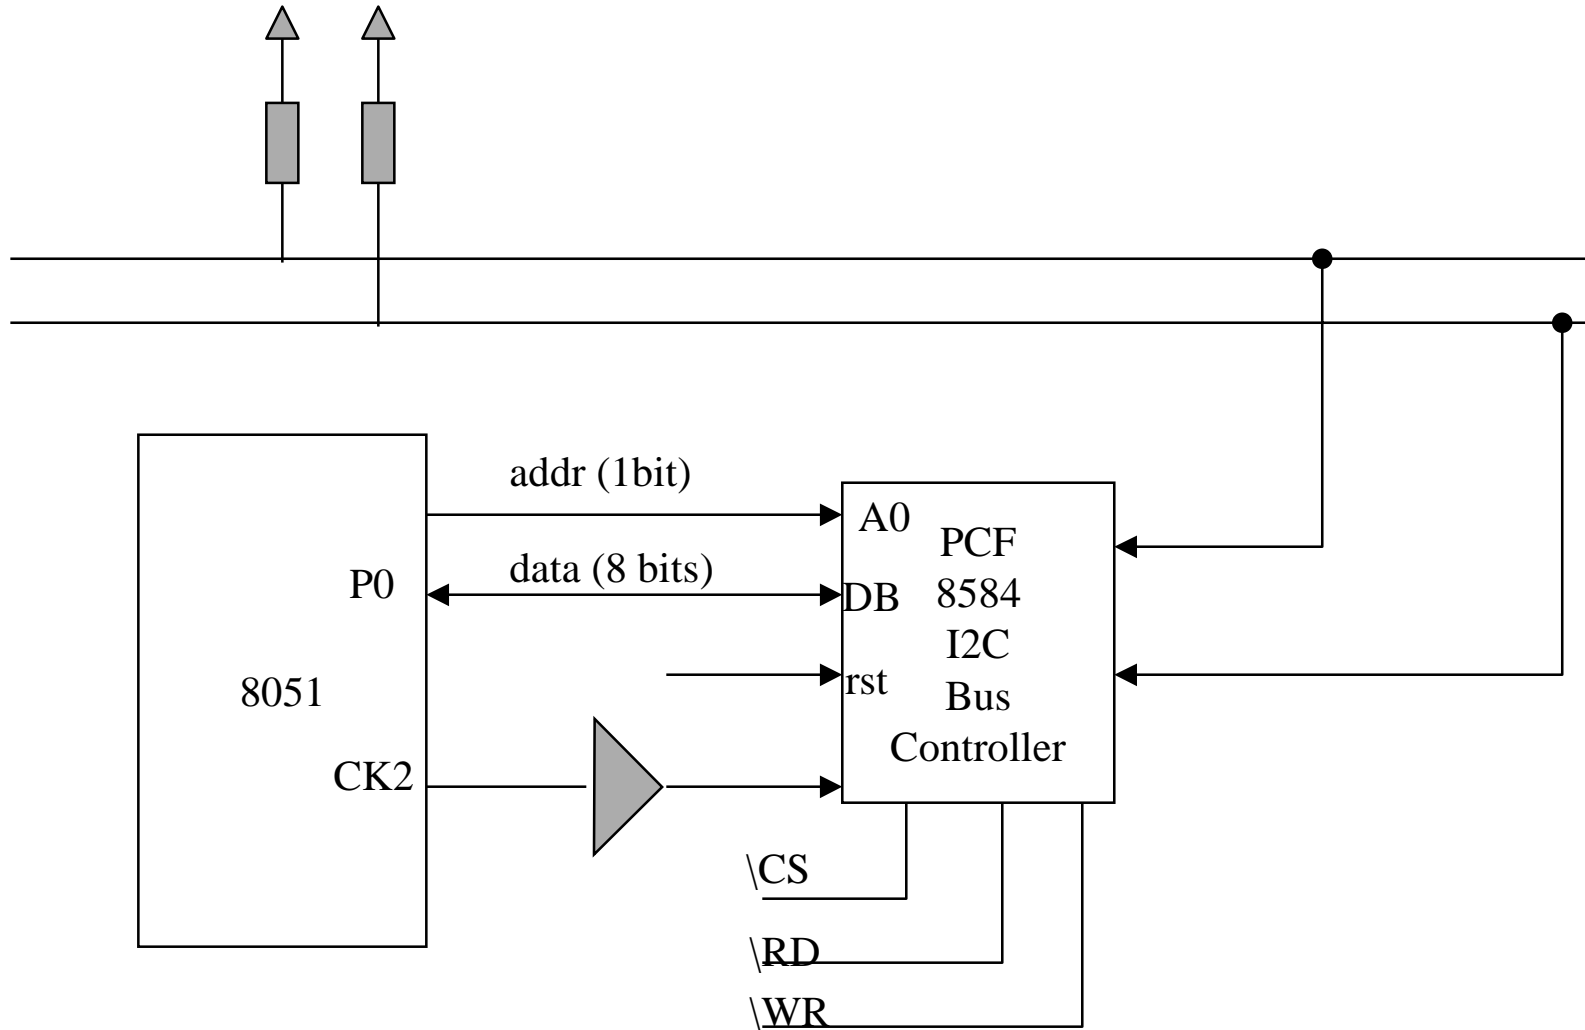 addr (1bit)
A0
PCF
P0
data (8 bits)
DB
8584
I2C
8051
rst
Bus
Controller
CK2
\CS
\RD
\WR